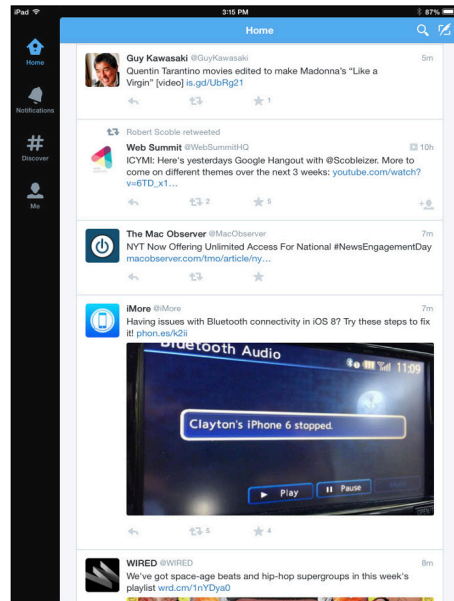 iPad 3:15 PM 87%
Home
Home
Notifications
Discover
Me
Guy Kawasaki @GuyKawasaki 5m
Quentin Tarantino movies edited to make Madonna's “Like a
Virgin” [video] is.gd/UbRg21
1
Robert Scoble retweeted
Web Summit @WebSummitHQ 10h
ICYMI: Here's yesterdays Google Hangout with @Scobleizer. More to
come on different themes over the next 3 weeks: youtube.com/watch?
v=6TD_x1…
2 5
The Mac Observer @MacObserver 7m
NYT Now Offering Unlimited Access For National #NewsEngagementDay
macobserver.com/tmo/article/ny…
iMore @iMore 7m
Having issues with Bluetooth connectivity in iOS 8? Try these steps to fix
it! phon.es/k2ii
Bluetooth Audio
11:09
Clayton's iPhone 6 stopped.
Play Pause
5 4
WIRED @WIRED 8m
We've got space-age beats and hip-hop supergroups in this week's
playlist wrd.cm/1nYDya0